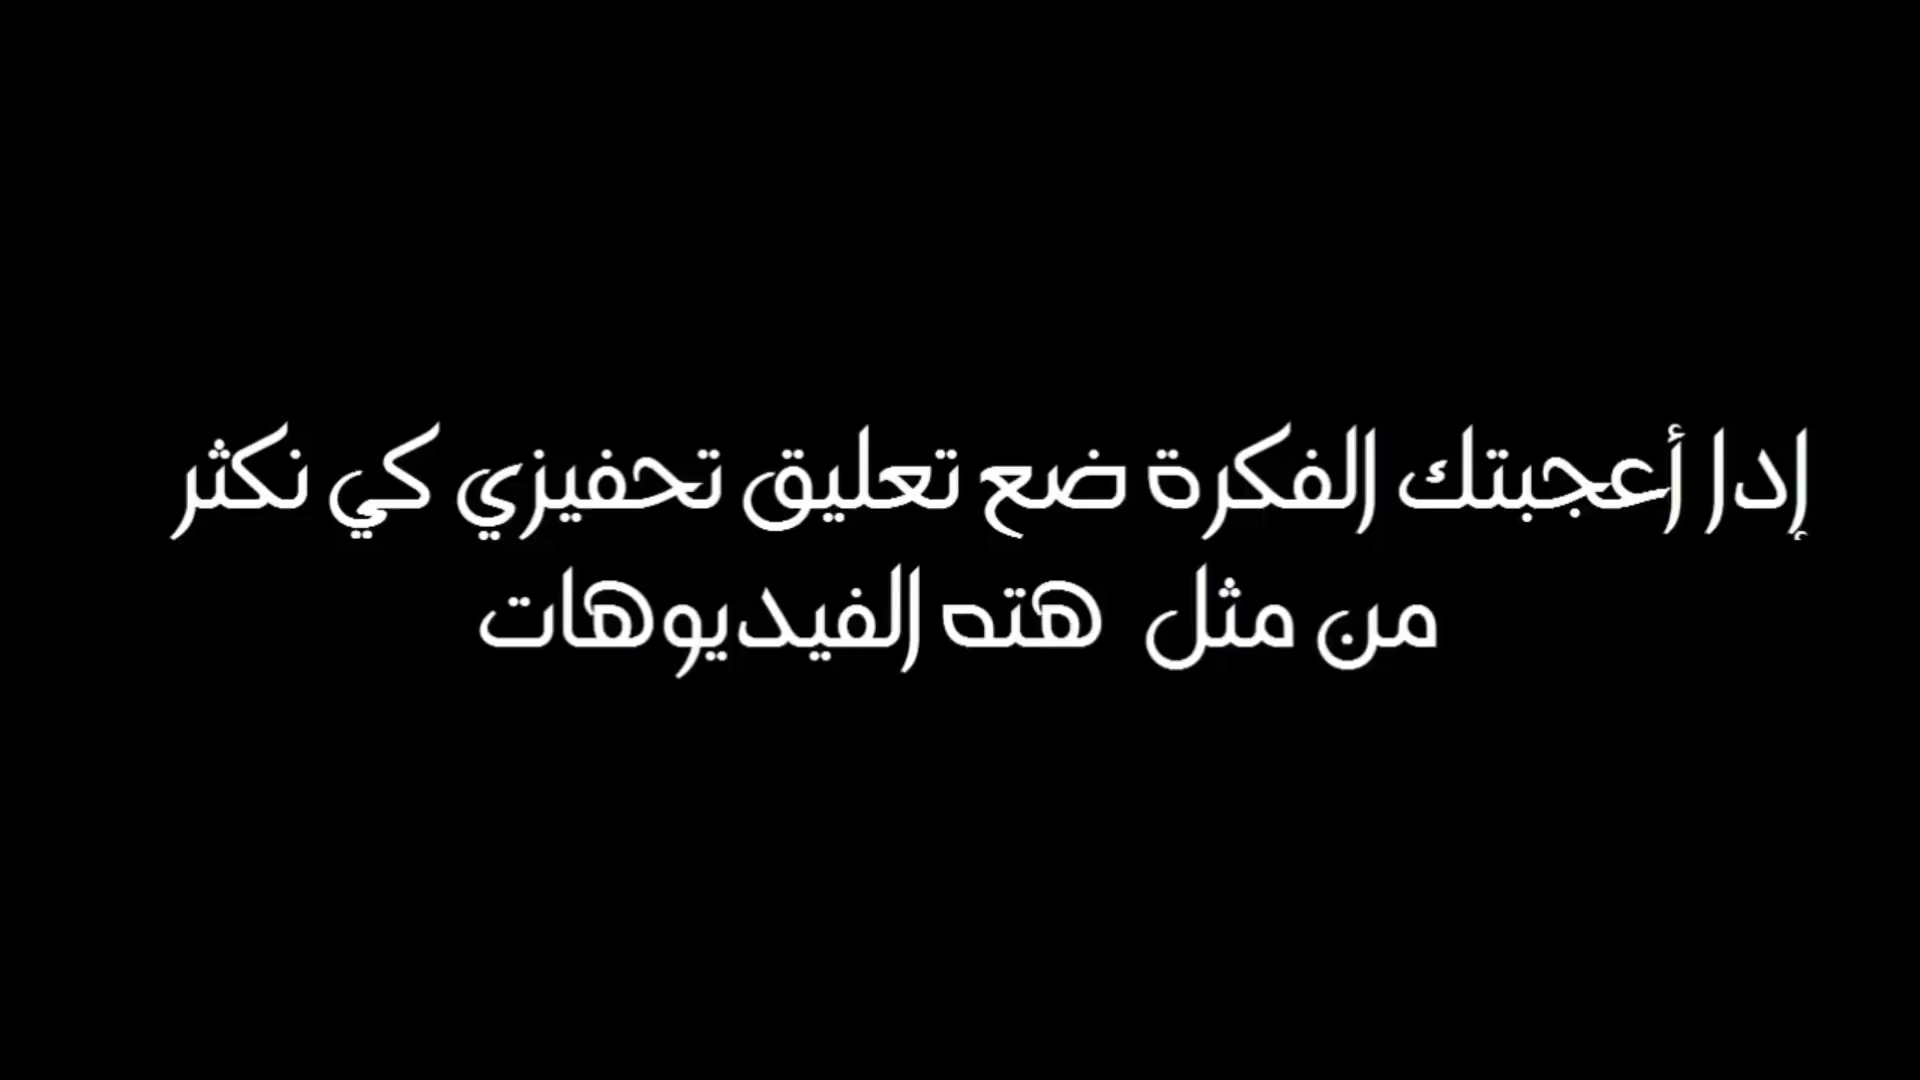 إدا أعجبتك الفكرة ضع تعليق تحفيزي كي نكثر
من مثل هته الفيديوهات